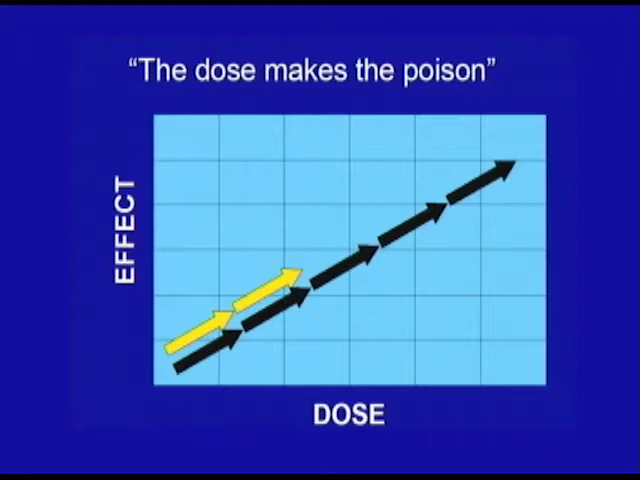 “The dose makes the poison”
EFFECT
DOSE